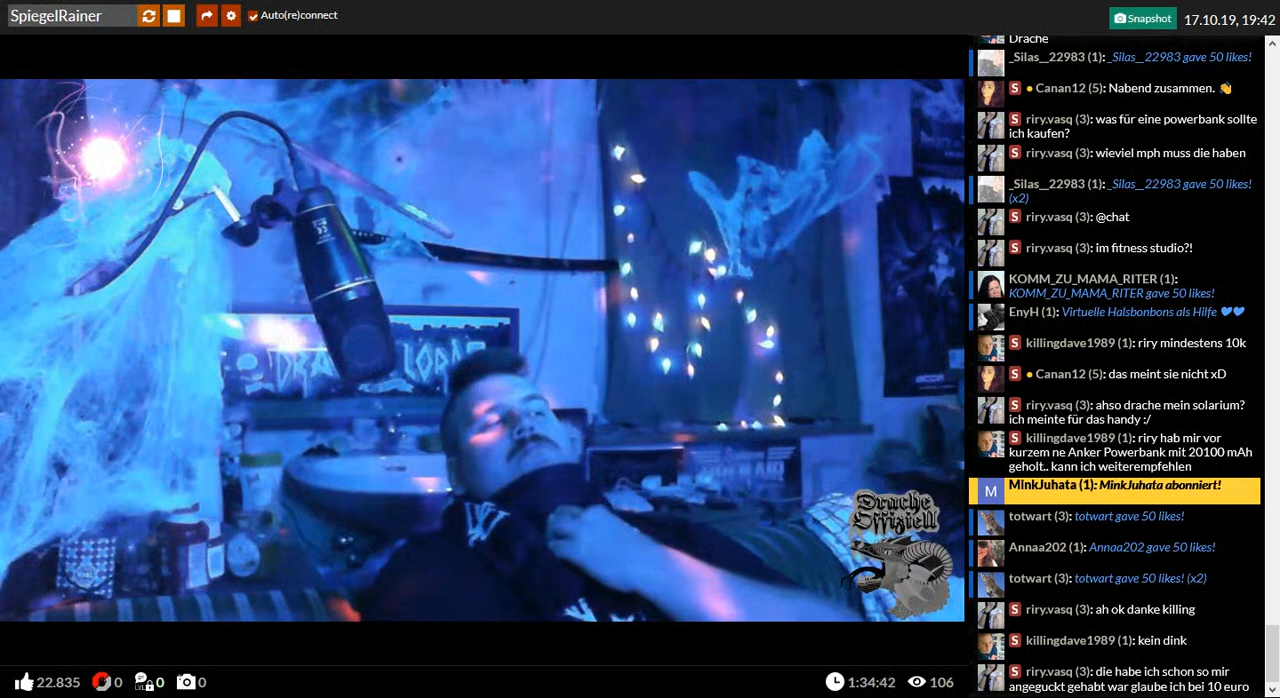 SpiegelRainer
Auto(re)connect
Snapshot
17.10.19, 19:42
Drache
_Silas__22983 (1): _Silas__22983 gave 50 likes!
S Canan12 (5): Nabend zusammen. 👋
S riry.vasq (3): was für eine powerbank sollte
ich kaufen?
S riry.vasq (3): wieviel mph muss die haben
_Silas__22983 (1): _Silas__22983 gave 50 likes!
(x2)
S riry.vasq (3): @chat
S riry.vasq (3): im fitness studio?!
KOMM_ZU_MAMA_RITER (1):
KOMM_ZU_MAMA_RITER gave 50 likes!
EnyH (1): Virtuelle Halsbonbons als Hilfe 💙💙
S killingdave1989 (1): riry mindestens 10k
S Canan12 (5): das meint sie nicht xD
S riry.vasq (3): ahso drache mein solarium?
ich meinte für das handy :/
S killingdave1989 (1): riry hab mir vor
kurzem ne Anker Powerbank mit 20100 mAh
geholt.. kann ich weiterempfehlen
M MinkJuhata (1): MinkJuhata abonniert!
totwart (3): totwart gave 50 likes!
Annaa202 (1): Annaa202 gave 50 likes!
totwart (3): totwart gave 50 likes! (x2)
S riry.vasq (3): ah ok danke killing
S killingdave1989 (1): kein dink
S riry.vasq (3): die habe ich schon so mir
angeguckt gehabt war glaube ich bei 10 euro
Drache
Offiziell
22.835
0
LVL 0
0
1:34:42
106